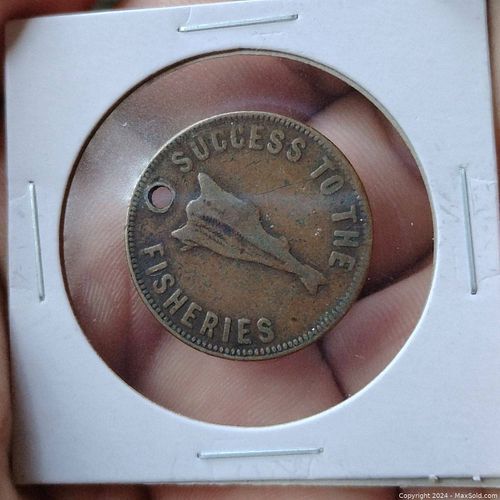 SUCCESS TO THE
FISHERIES
Copyright 2024 - MaxSold.com